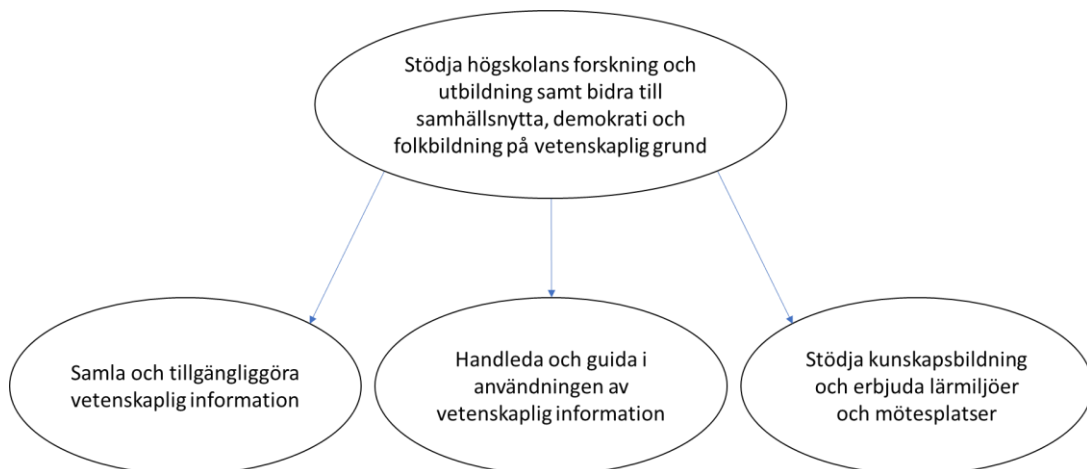 Stödja högskolans forskning och
utbildning samt bidra till
samhällsnytta, demokrati och
folkbildning på vetenskaplig grund
Samla och tillgängliggöra
vetenskaplig information
Handleda och guida i
användningen av
vetenskaplig information
Stödja kunskapsbildning
och erbjuda lärmiljöer
och mötesplatser